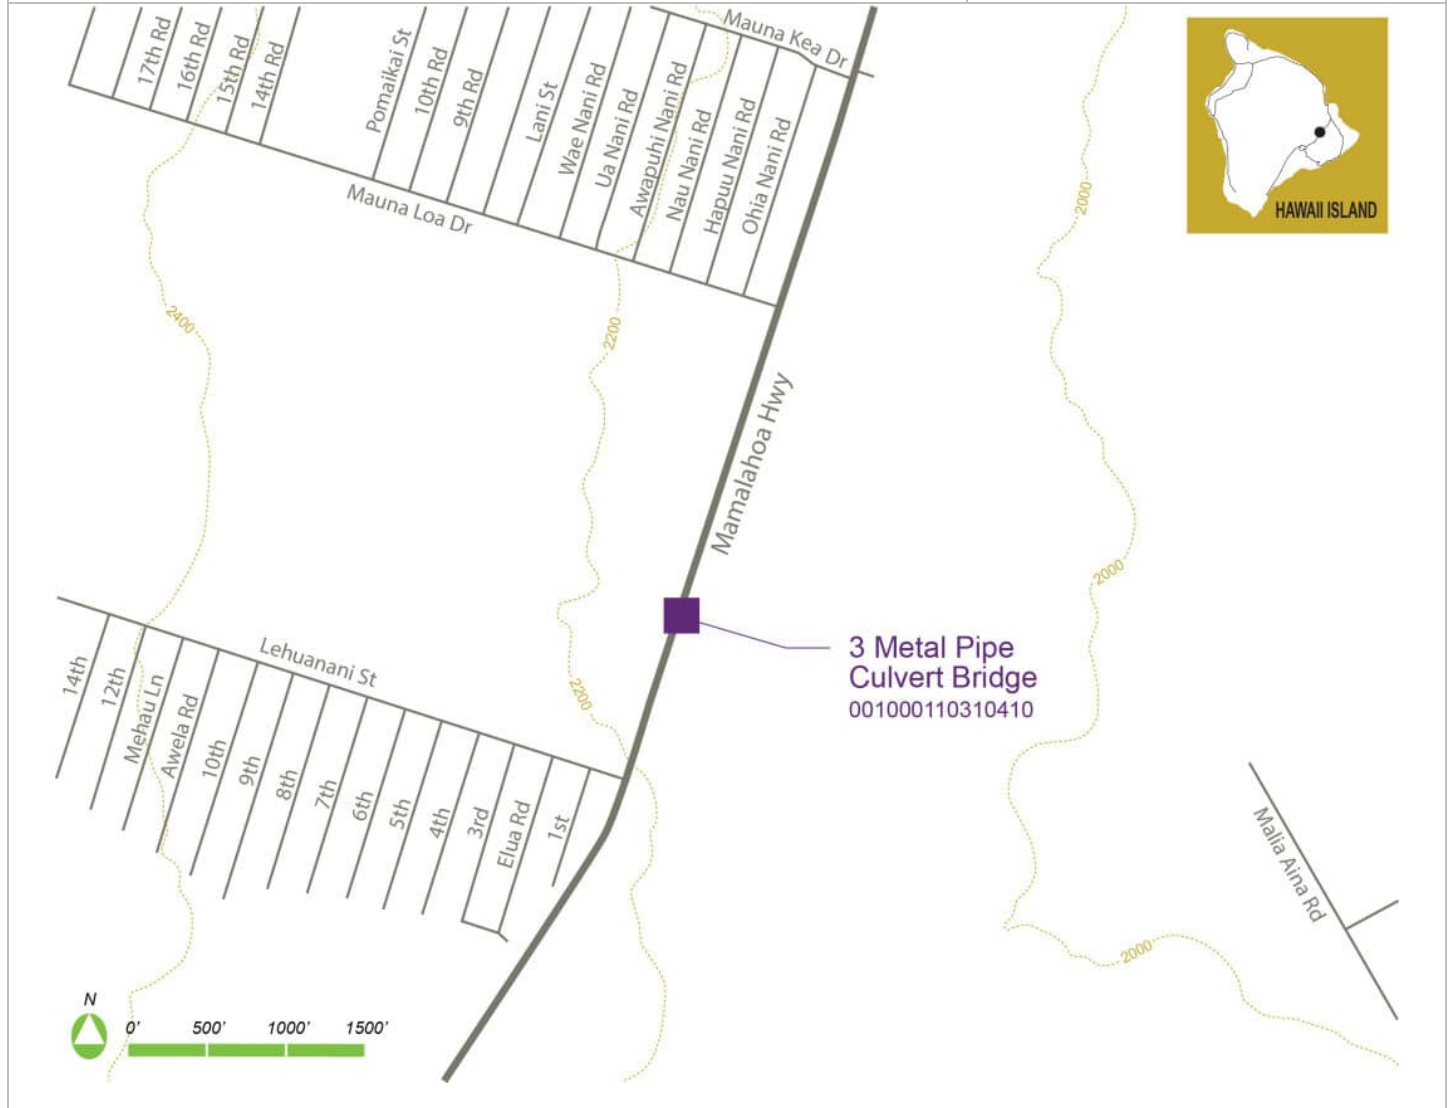 17th Rd
16th Rd
15th Rd
14th Rd
Pomaikai St
10th Rd
9th Rd
Lani St
Wae Nani Rd
Ua Nani Rd
Awapuhi Nani Rd
Nau Nani Rd
Hapuu Nani Rd
Ohia Nani Rd
Mauna Kea Dr
HAWAII ISLAND
Mauna Loa Dr
2000
2400
2200
Mamalahoa Hwy
2000
3 Metal Pipe
Culvert Bridge
001000110310410
Lehuanani St
2200
14th
12th
Mehau Ln
Awela Rd
10th
9th
8th
7th
6th
5th
4th
3rd
Elua Rd
1st
Malia Aina Rd
2000
N
0' 500' 1000' 1500'